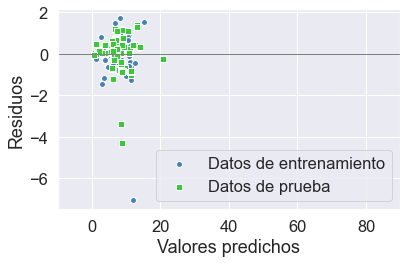 2
0
−2
−4
−6
Residuos
0
20
40
60
80
Valores predichos
Datos de entrenamiento
Datos de prueba